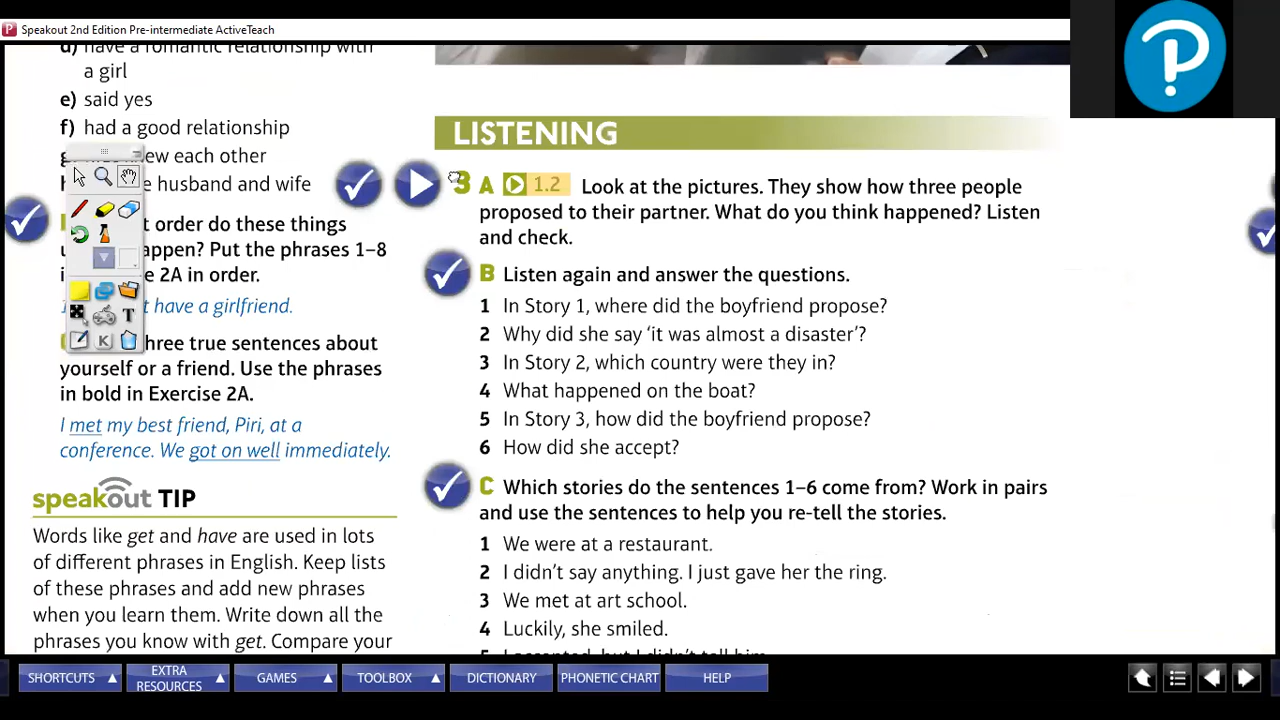 Speakout 2nd Edition Pre-intermediate ActiveTeach
d) have a romantic relationship with
a girl
e) said yes
f) had a good relationship
knew each other
husband and wife
order do these things
appen? Put the phrases 1–8
2A in order.
have a girlfriend.
hree true sentences about
yourself or a friend. Use the phrases
in bold in Exercise 2A.
I met my best friend, Piri, at a
conference. We got on well immediately.
speakout TIP
Words like get and have are used in lots
of different phrases in English. Keep lists
of these phrases and add new phrases
when you learn them. Write down all the
phrases you know with get. Compare your
LISTENING
3 A 1.2 Look at the pictures. They show how three people
proposed to their partner. What do you think happened? Listen
and check.
B Listen again and answer the questions.
1 In Story 1, where did the boyfriend propose?
2 Why did she say ‘it was almost a disaster’?
3 In Story 2, which country were they in?
4 What happened on the boat?
5 In Story 3, how did the boyfriend propose?
6 How did she accept?
C Which stories do the sentences 1–6 come from? Work in pairs
and use the sentences to help you re-tell the stories.
1 We were at a restaurant.
2 I didn’t say anything. I just gave her the ring.
3 We met at art school.
4 Luckily, she smiled.
5 I accepted, but I didn’t tell him
SHORTCUTS
EXTRA
RESOURCES
GAMES
TOOLBOX
DICTIONARY
PHONETIC CHART
HELP